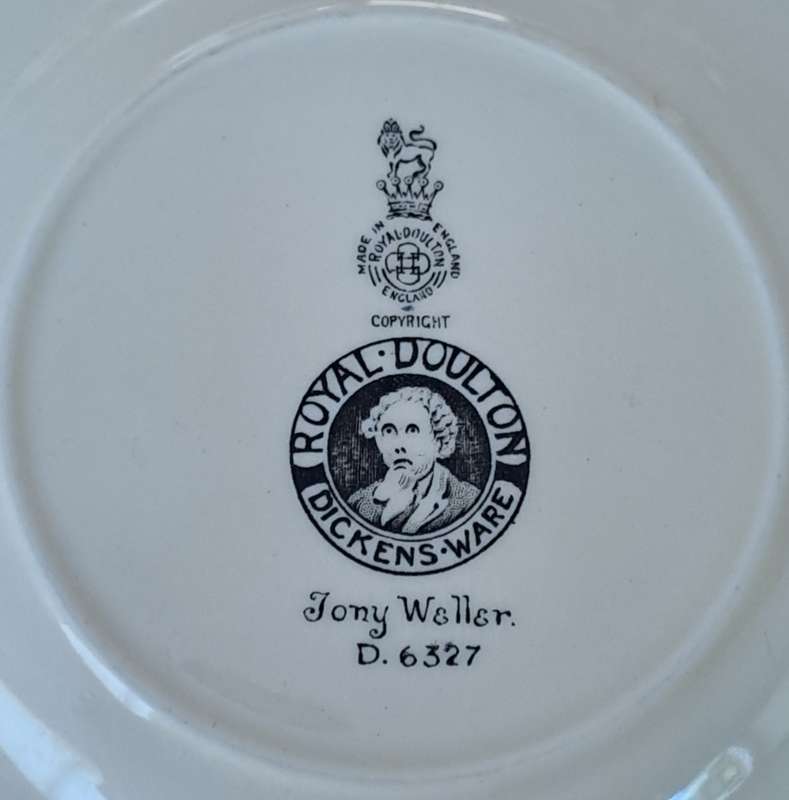 MADE IN ENGLAND
ROYAL·DOULTON
ENGLAND
COPYRIGHT
ROYAL·DOULTON
DICKENS·WARE
Tony Weller.
D. 6327